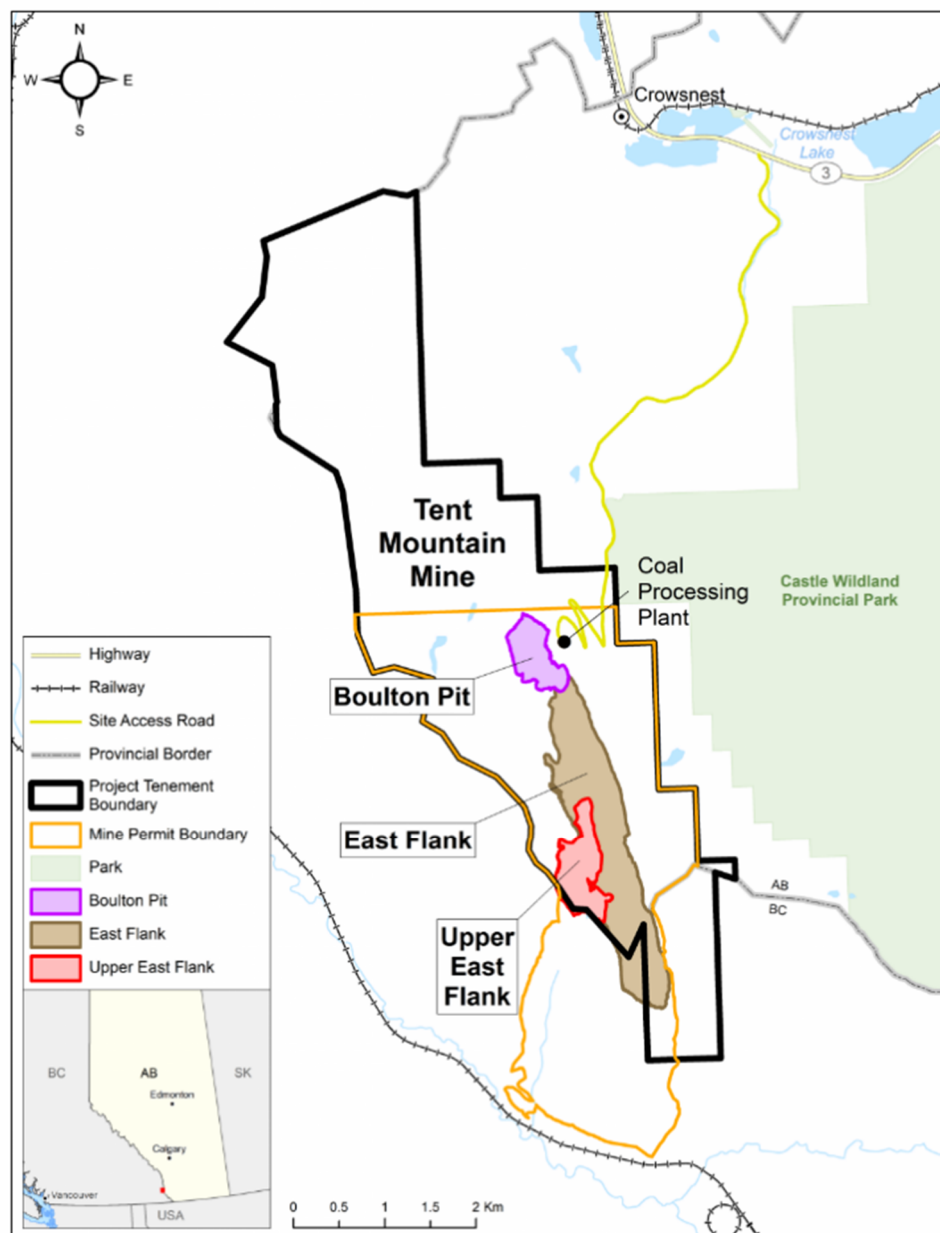 N
W E
S
Crowsnest
Crowsnest
Lake
3
Tent
Mountain
Mine
Coal
Processing
Plant
Castle Wildland
Provincial Park
Boulton Pit
East Flank
Upper
East
Flank
AB
BC
Highway
Railway
Site Access Road
Provincial Border
Project Tenement
Boundary
Mine Permit Boundary
Park
Boulton Pit
East Flank
Upper East Flank
BC AB SK
Edmonton
Calgary
Vancouver
USA
0 0.5 1 1.5 2 Km